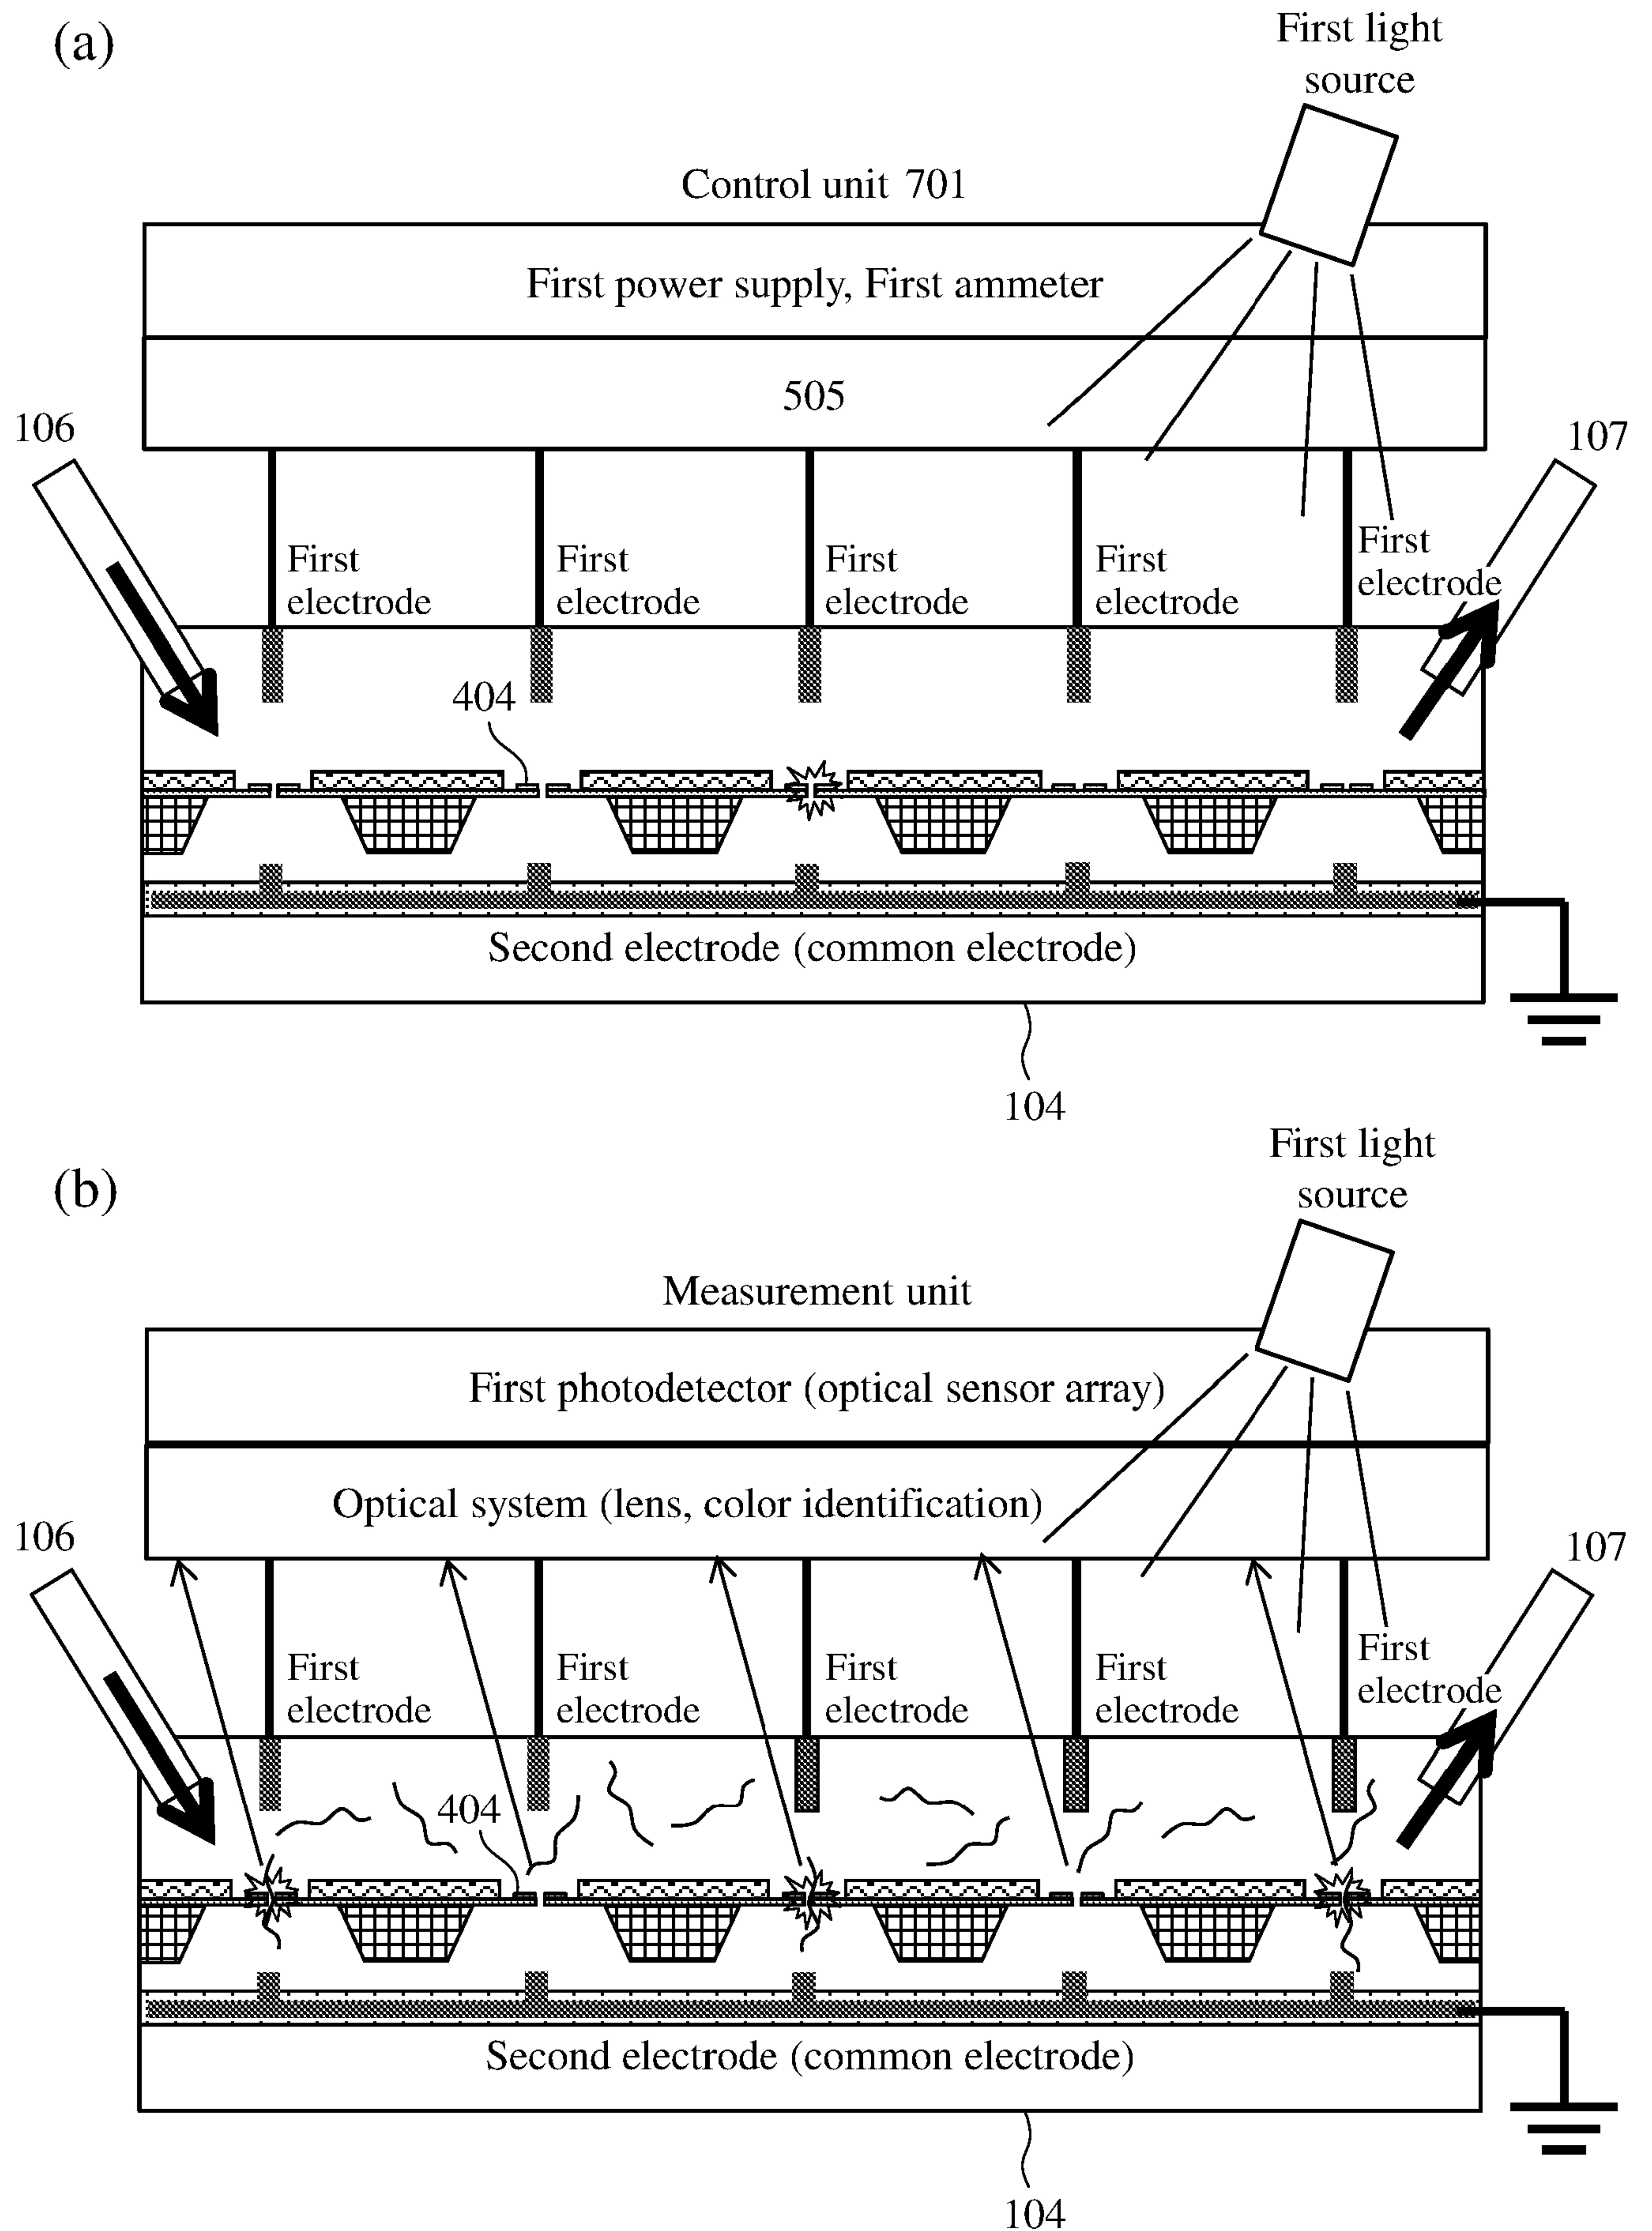 (a)
First light
source
Control unit 701
First power supply, First ammeter
505
106
107
First
electrode
First
electrode
First
electrode
First
electrode
First
electrode
404
Second electrode (common electrode)
104
(b)
First light
source
Measurement unit
First photodetector (optical sensor array)
Optical system (lens, color identification)
106
107
First
electrode
First
electrode
First
electrode
First
electrode
First
electrode
404
Second electrode (common electrode)
104